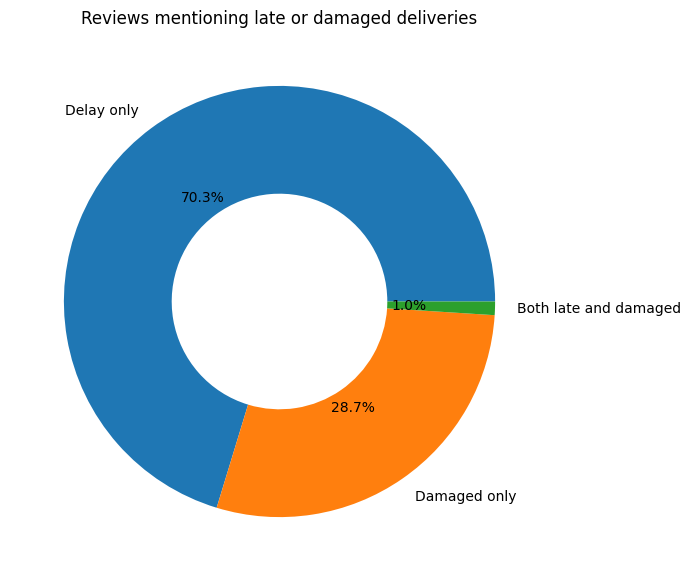 Reviews mentioning late or damaged deliveries
Delay only
70.3%
1.0%
Both late and damaged
28.7%
Damaged only